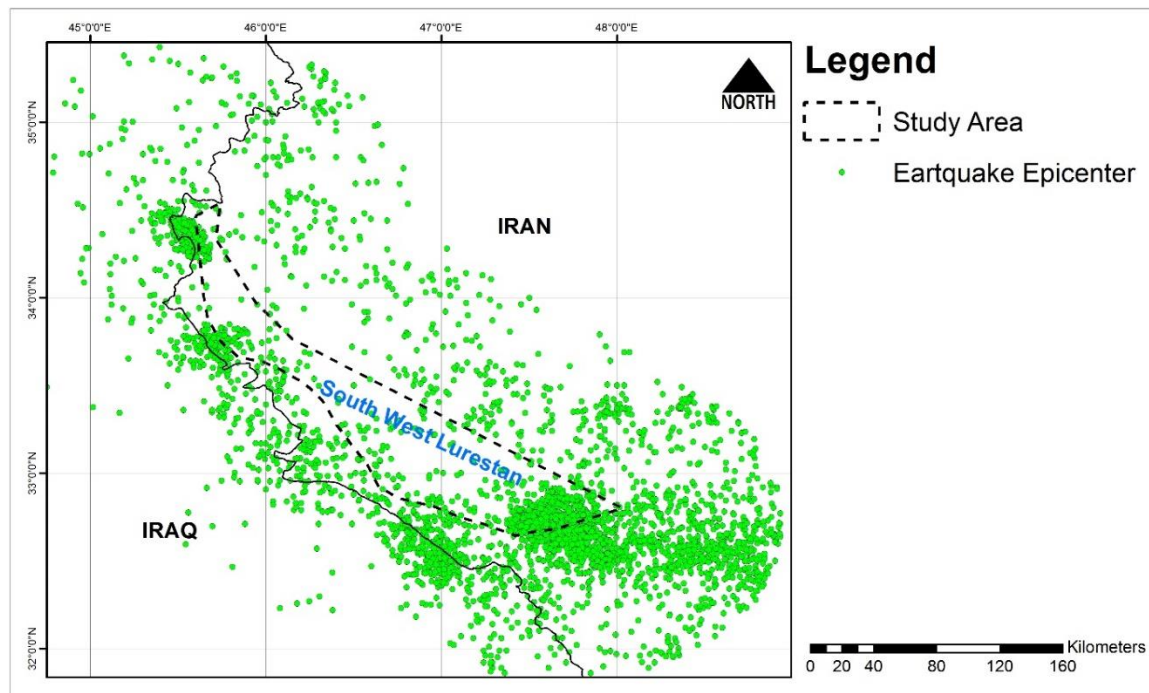 45°0'0"E
46°0'0"E
47°0'0"E
48°0'0"E
35°0'0"N
34°0'0"N
33°0'0"N
32°0'0"N
NORTH
IRAN
South West Lurestan
IRAQ
Legend
Study Area
Eartquake Epicenter
Kilometers
0 20 40 80 120 160